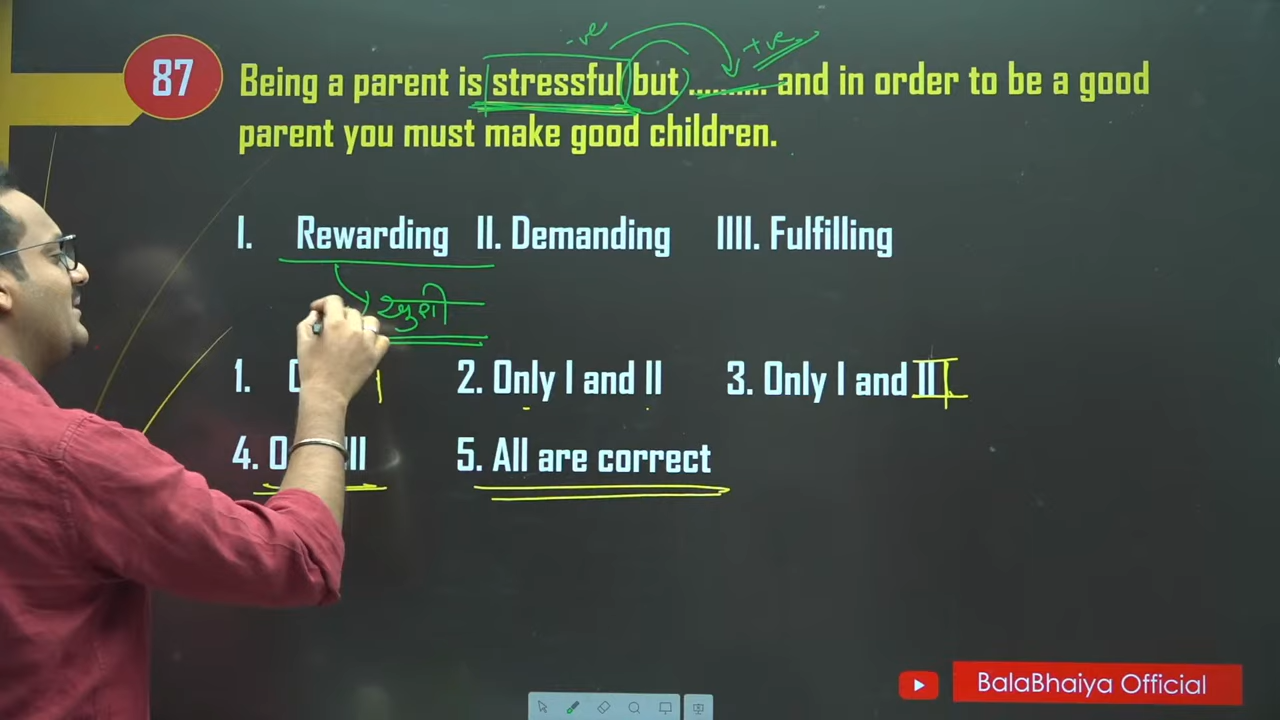 -ve +ve
87 Being a parent is stressful but .......... and in order to be a good
parent you must make good children.
I. Rewarding II. Demanding IIII. Fulfilling
खुशी
1. 2. Only I and II 3. Only I and III
4. 5. All are correct
BalaBhaiya Official